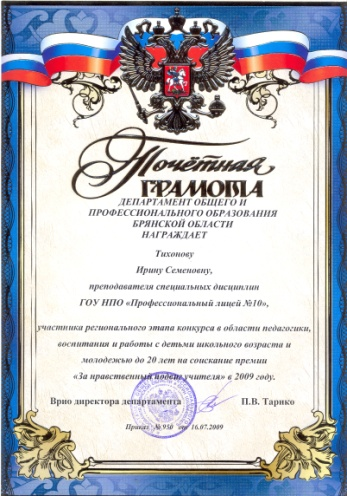 Почётная
ГРАМОТА
ДЕПАРТАМЕНТ ОБЩЕГО И
ПРОФЕССИОНАЛЬНОГО ОБРАЗОВАНИЯ
БРЯНСКОЙ ОБЛАСТИ
НАГРАЖДАЕТ
Тихонову
Ирину Семеновну,
преподавателя специальных дисциплин
ГОУ НПО «Профессиональный лицей №10»,
участника регионального этапа конкурса в области педагогики,
воспитания и работы с детьми школьного возраста и
молодежью до 20 лет на соискание премии
«За нравственный подвиг учителя» в 2009 году.
Врио директора департамента П.В. Тарико
Приказ №950 от 16.07.2009